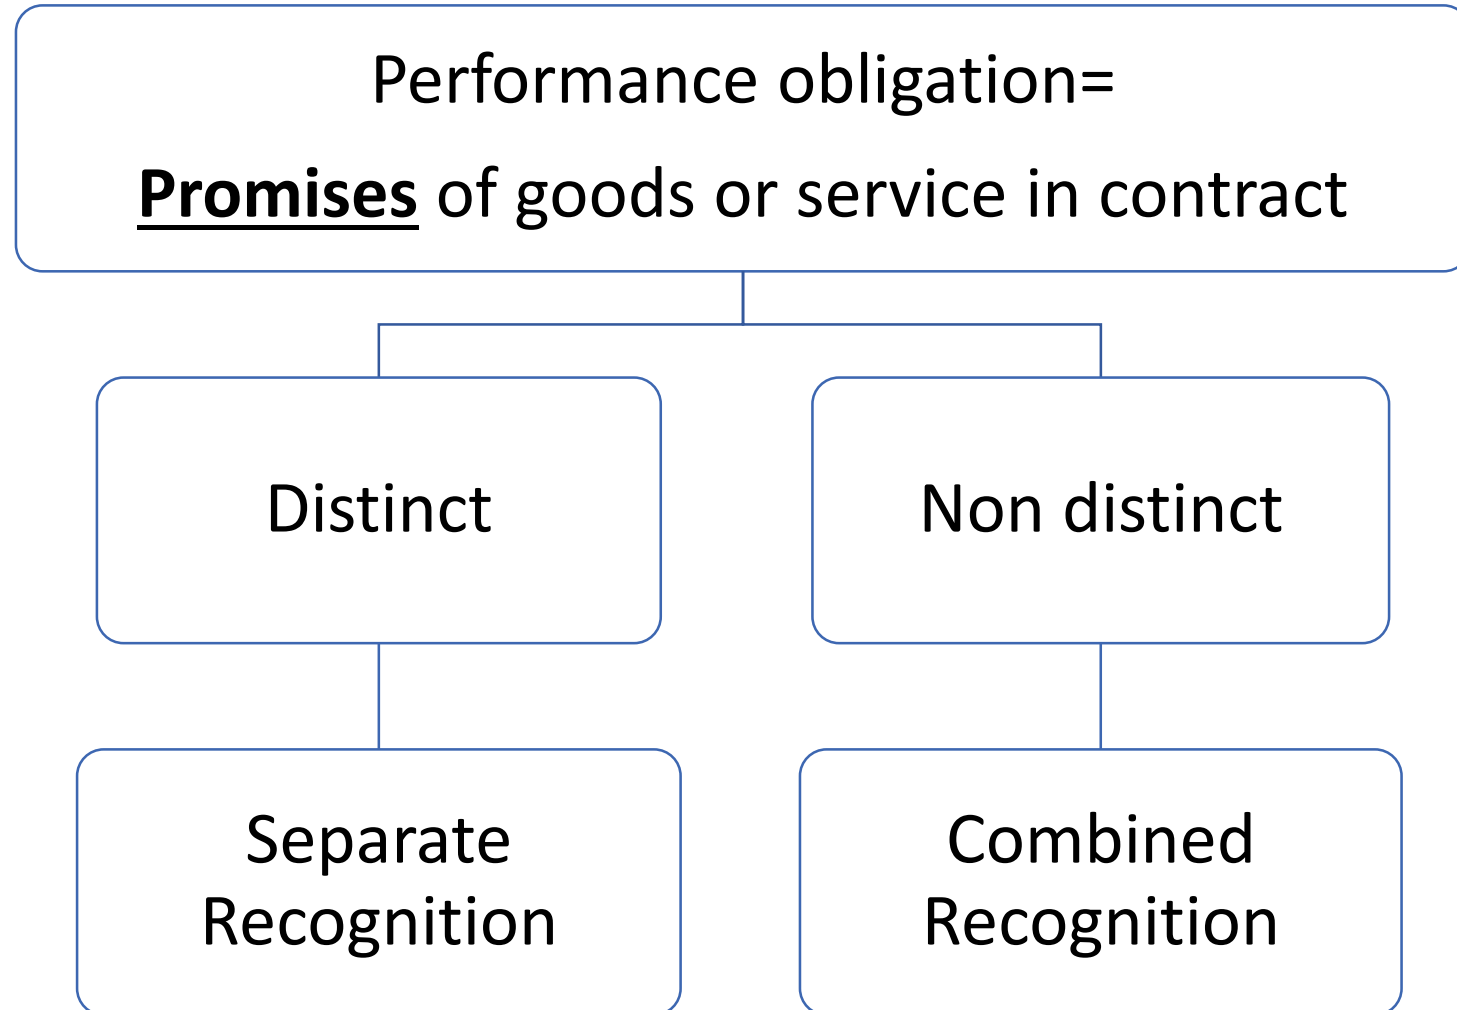 Performance obligation=
Promises of goods or service in contract
Distinct
Non distinct
Separate
Recognition
Combined
Recognition